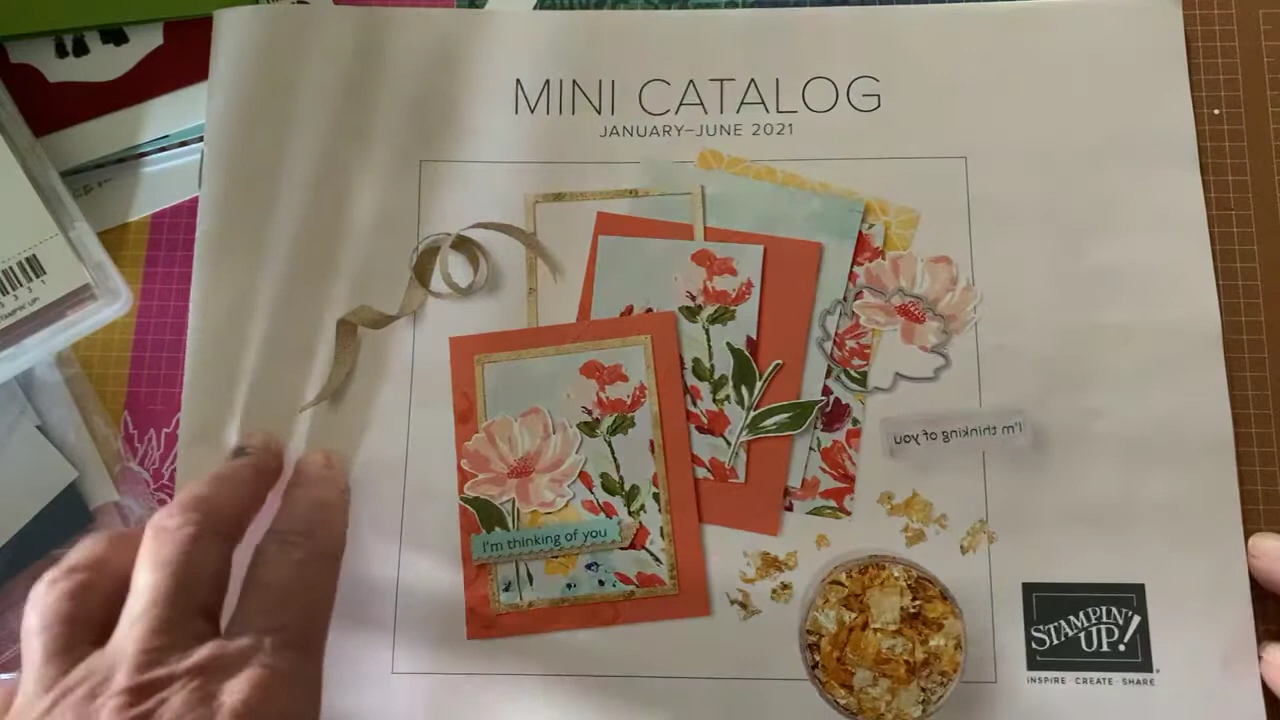 MINI CATALOG
JANUARY–JUNE 2021
I'm thinking of you
I'm thinking of you
STAMPIN' UP!
INSPIRE · CREATE · SHARE